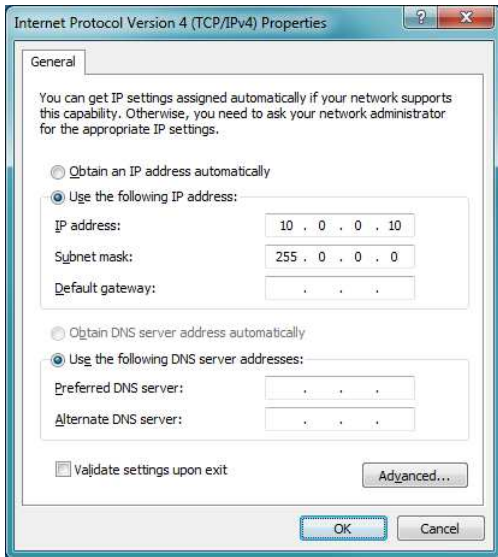 Internet Protocol Version 4 (TCP/IPv4) Properties
General
You can get IP settings assigned automatically if your network supports
this capability. Otherwise, you need to ask your network administrator
for the appropriate IP settings.
Obtain an IP address automatically
Use the following IP address:
IP address: 10 . 0 . 0 . 10
Subnet mask: 255 . 0 . 0 . 0
Default gateway: . . .
Obtain DNS server address automatically
Use the following DNS server addresses:
Preferred DNS server: . . .
Alternate DNS server: . . .
Validate settings upon exit
Advanced...
OK Cancel